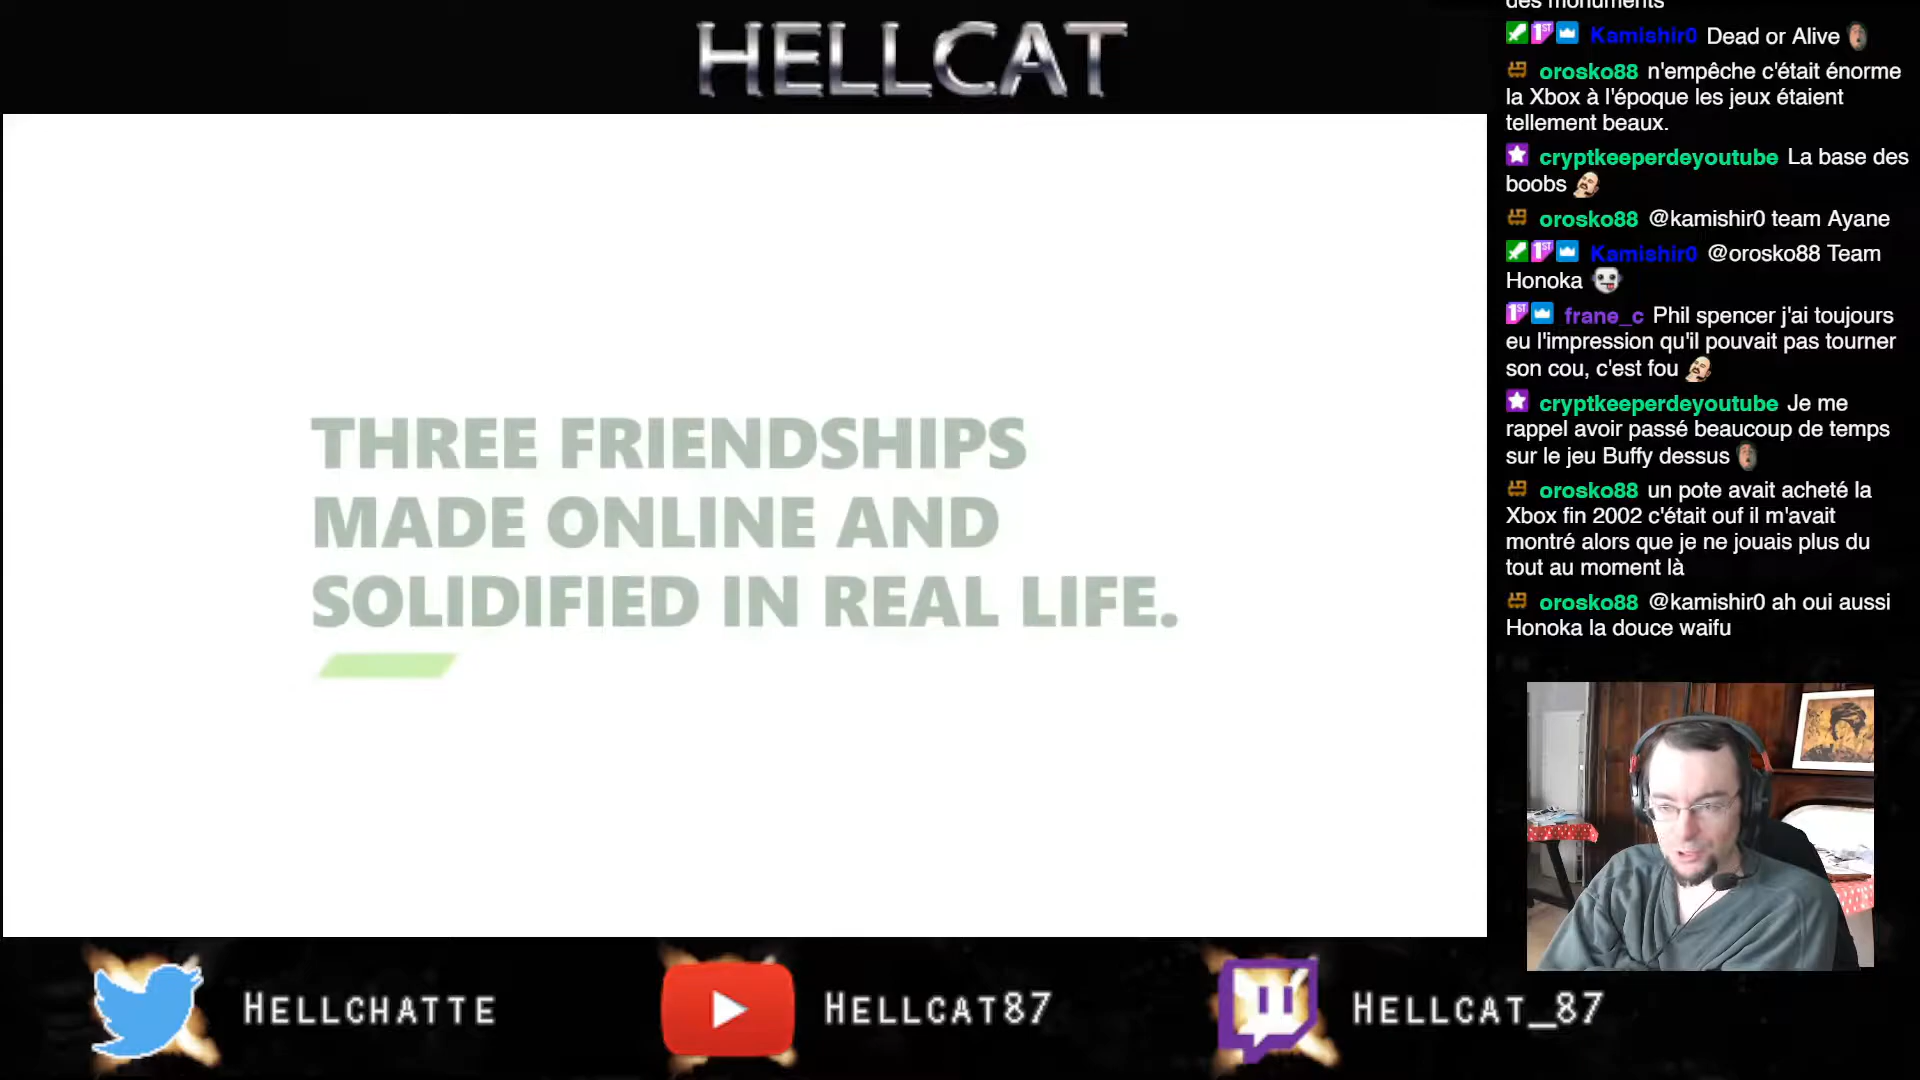 HELLCAT
THREE FRIENDSHIPS
MADE ONLINE AND
SOLIDIFIED IN REAL LIFE.
des monuments
Kamishir0 Dead or Alive
orosko88 n'empêche c'était énorme
la Xbox à l'époque les jeux étaient
tellement beaux.
cryptkeeperdeyoutube La base des
boobs
orosko88 @kamishir0 team Ayane
1ST Kamishir0 @orosko88 Team
Honoka
1ST frane_c Phil spencer j'ai toujours
eu l'impression qu'il pouvait pas tourner
son cou, c'est fou
cryptkeeperdeyoutube Je me
rappel avoir passé beaucoup de temps
sur le jeu Buffy dessus
orosko88 un pote avait acheté la
Xbox fin 2002 c'était ouf il m'avait
montré alors que je ne jouais plus du
tout au moment là
orosko88 @kamishir0 ah oui aussi
Honoka la douce waifu
HELLCHATTE
HELLCAT87
HELLCAT_87